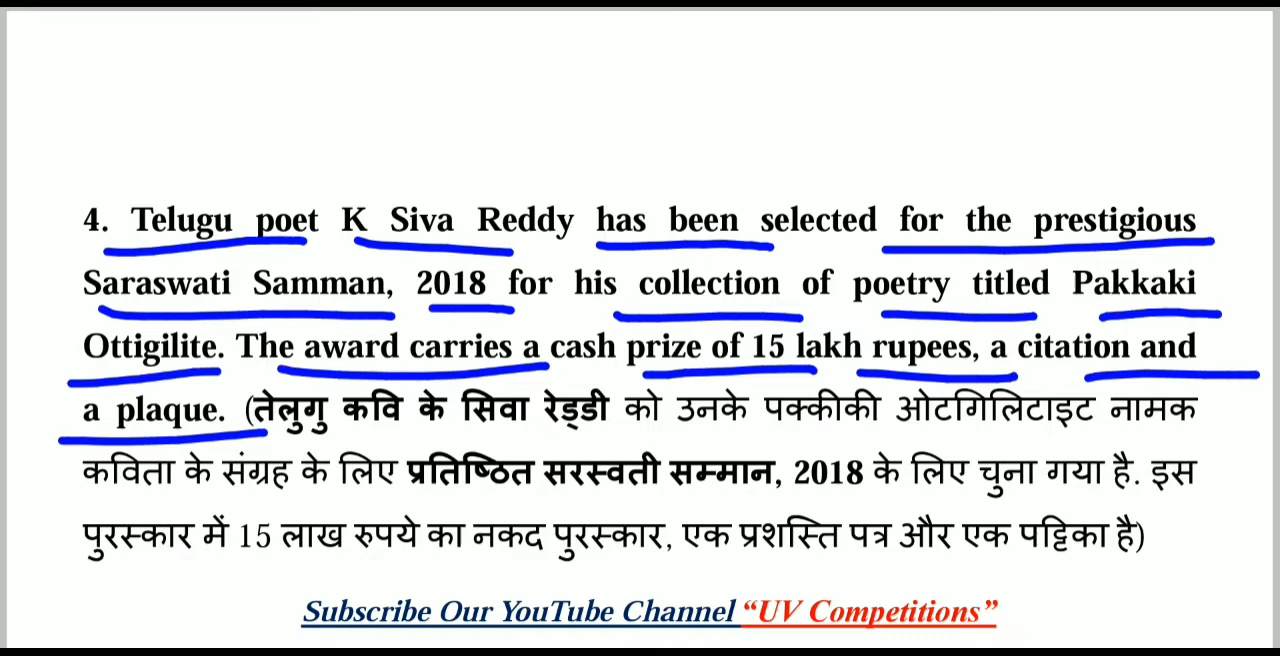 4. Telugu poet K Siva Reddy has been selected for the prestigious
Saraswati Samman, 2018 for his collection of poetry titled Pakkaki
Ottigilite. The award carries a cash prize of 15 lakh rupees, a citation and
a plaque. (तेलुगु कवि के सिवा रेड्डी को उनके पक्कीकी ओटगिलिटाइट नामक
कविता के संग्रह के लिए प्रतिष्ठित सरस्वती सम्मान, 2018 के लिए चुना गया है. इस
पुरस्कार में 15 लाख रुपये का नकद पुरस्कार, एक प्रशस्ति पत्र और एक पट्टिका है)
Subscribe Our YouTube Channel “UV Competitions”